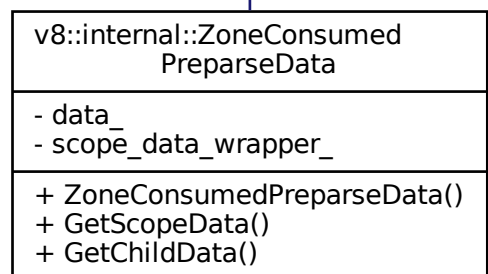 v8::internal::ZoneConsumed
PreparseData
- data_
- scope_data_wrapper_
+ ZoneConsumedPreparseData()
+ GetScopeData()
+ GetChildData()